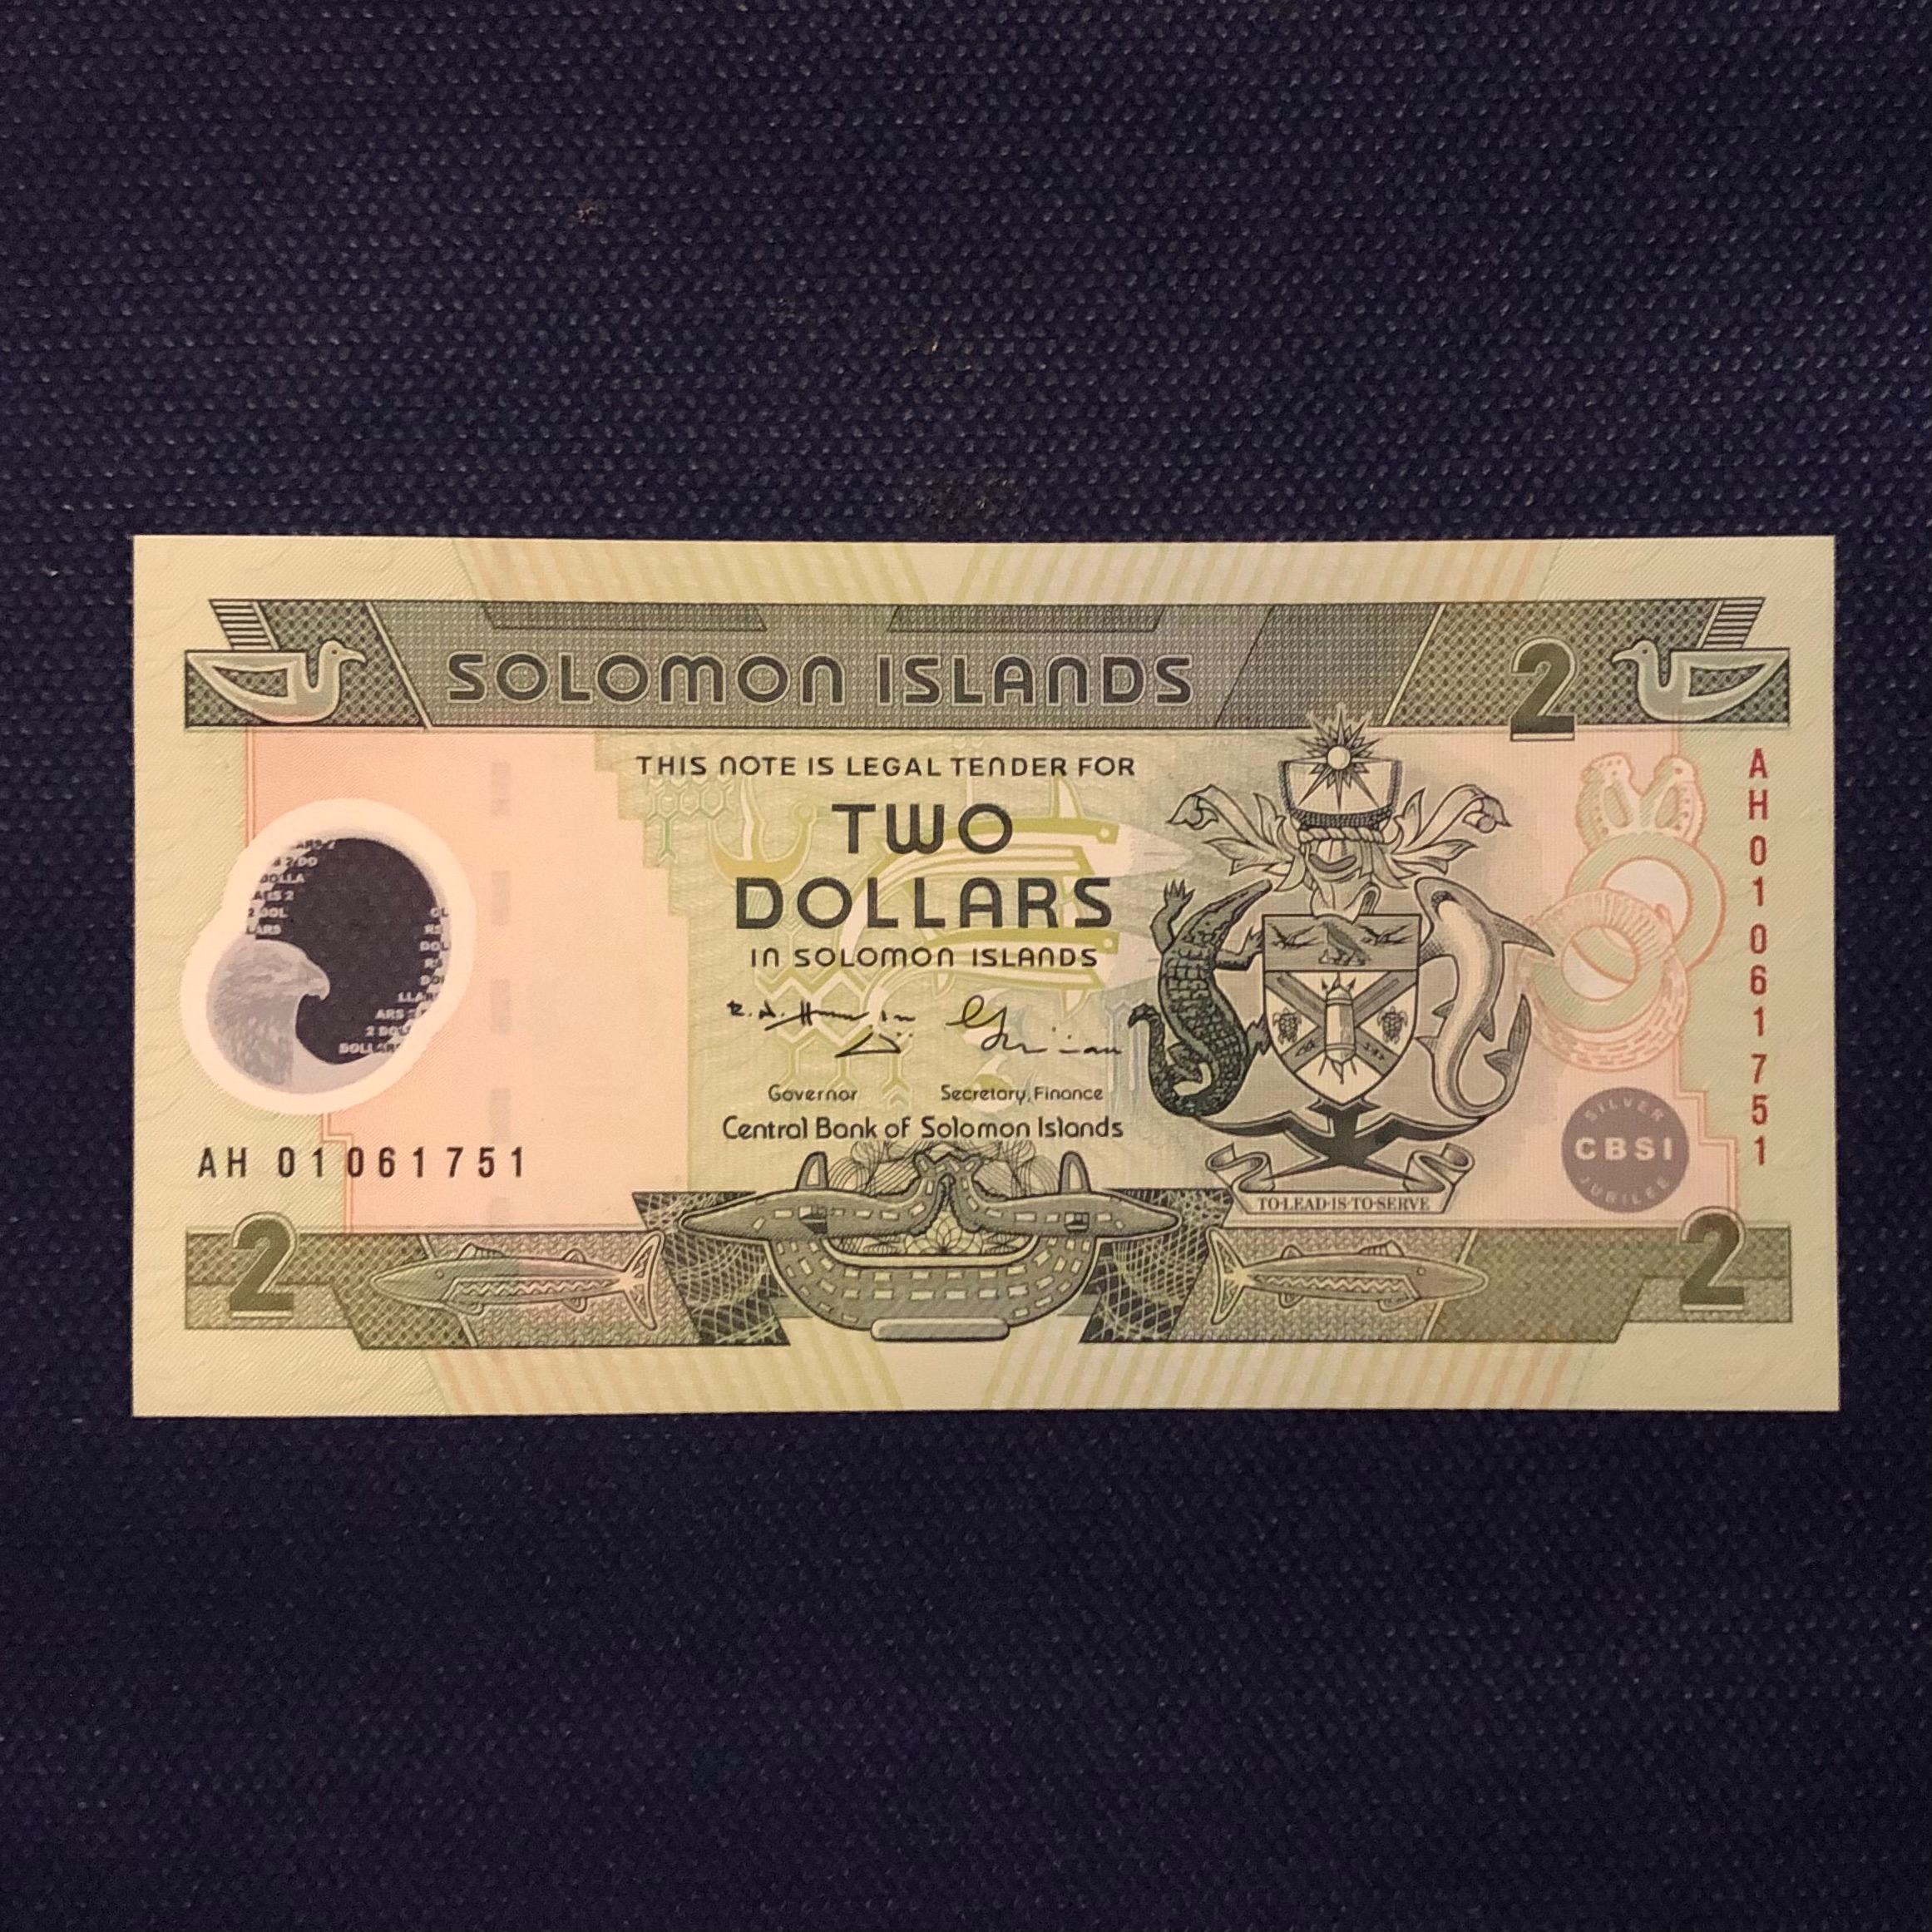 SOLOMON ISLANDS
2
THIS NOTE IS LEGAL TENDER FOR
TWO
DOLLARS
IN SOLOMON ISLANDS
Governor Secretary, Finance
Central Bank of Solomon Islands
AH 01061751
AH01061751
SILVER
CBSI
JUBILEE
TO·LEAD·IS·TO·SERVE
2
2